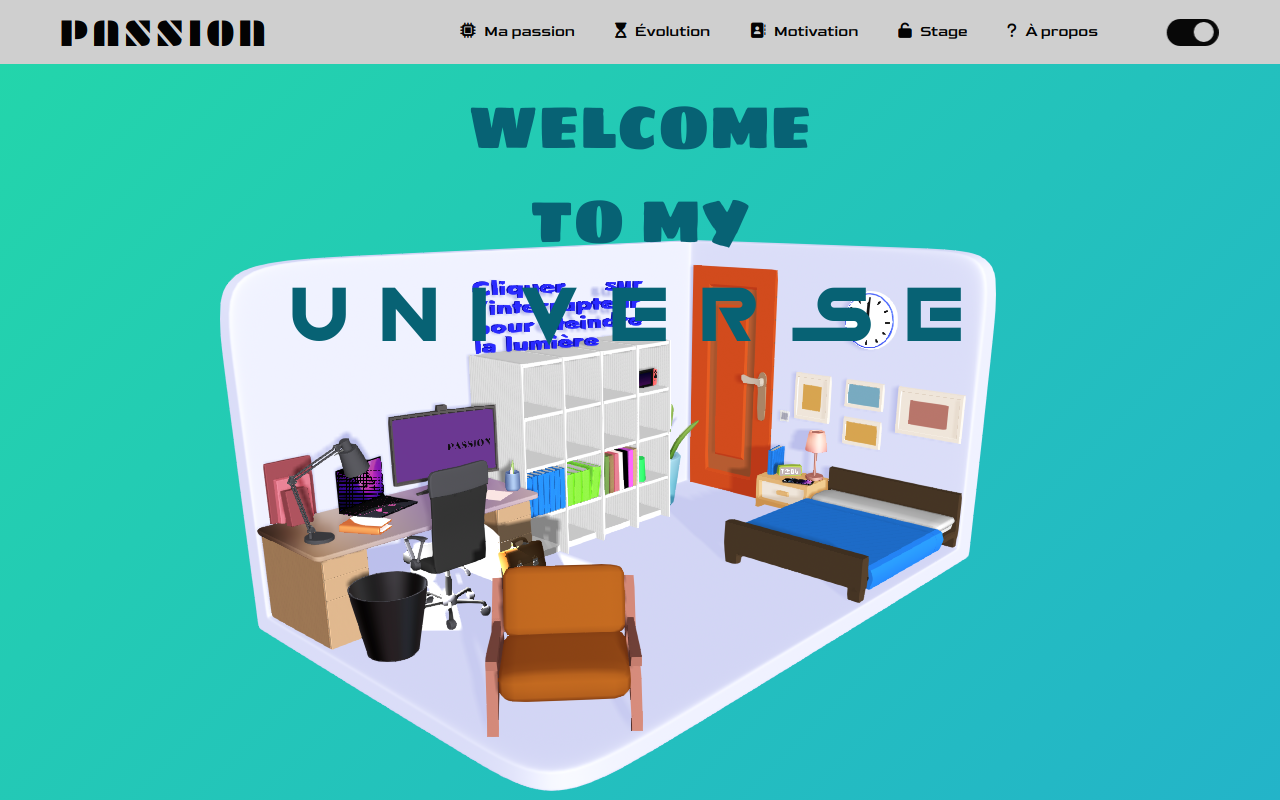 PASSION
Ma passion
Évolution
Motivation
Stage
? À propos
WELCOME
TO MY
UNIVERSE
Cliquer sur
l'interrupteur
pour éteindre
la lumière
PASSION